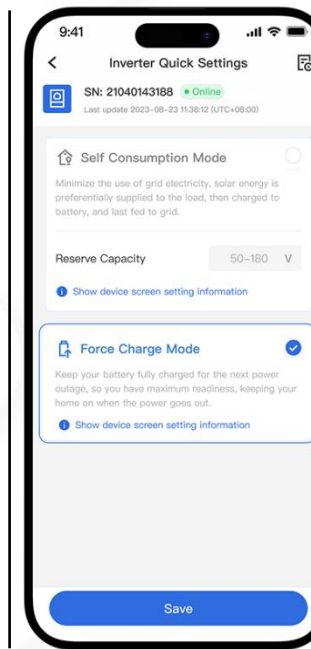 9:41
Inverter Quick Settings
SN: 21040143188 Online
Last update 2023-08-23 11:38:12 (UTC+08:00)
Self Consumption Mode
Minimize the use of grid electricity, solar energy is
preferentially supplied to the load, then charged to
battery, and last fed to grid.
Reserve Capacity 50-180 V
Show device screen setting information
Force Charge Mode
Keep your battery fully charged for the next power
outage, so you have maximum readiness, keeping your
home on when the power goes out.
Show device screen setting information
Save